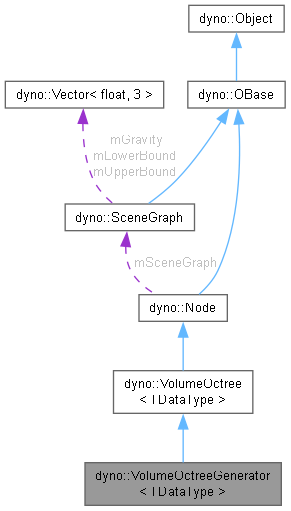 dyno::Object
dyno::Vector< float, 3 >
dyno::OBase
mGravity
mLowerBound
mUpperBound
dyno::SceneGraph
mSceneGraph
dyno::Node
dyno::VolumeOctree
< TDataType >
dyno::VolumeOctreeGenerator
< TDataType >